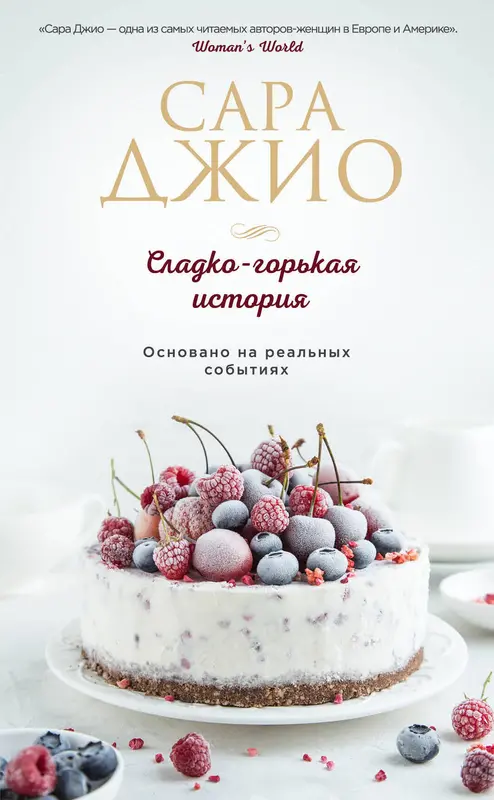 «Сара Джио — одна из самых читаемых авторов-женщин в Европе и Америке».
Woman's World
САРА
ДЖИО
Сладко-горькая
история
Основано на реальных
событиях